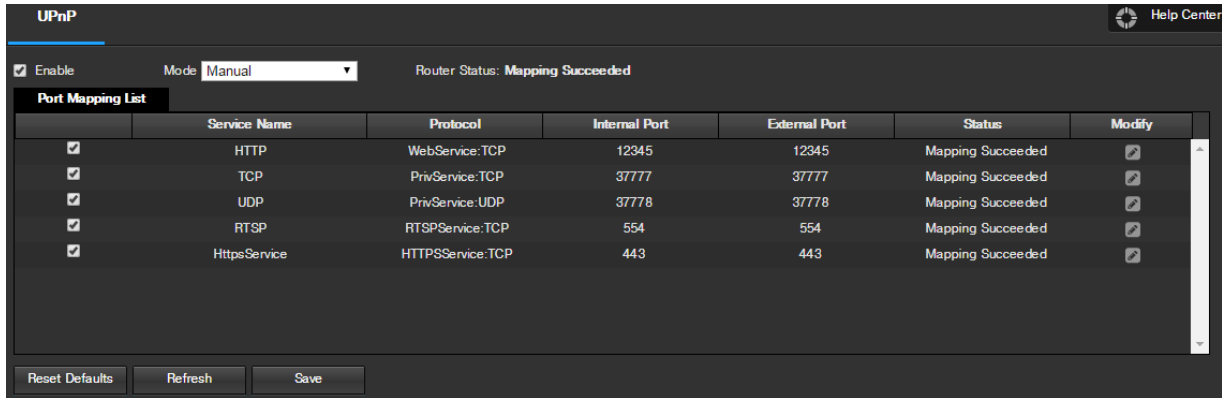 UPnP
Help Center
Enable Mode Manual Router Status: Mapping Succeeded
Port Mapping List
Service Name Protocol Internal Port External Port Status Modify
HTTP WebService:TCP 12345 12345 Mapping Succeeded
TCP PrivService:TCP 37777 37777 Mapping Succeeded
UDP PrivService:UDP 37778 37778 Mapping Succeeded
RTSP RTSPService:TCP 554 554 Mapping Succeeded
HttpsService HTTPSService:TCP 443 443 Mapping Succeeded
Reset Defaults Refresh Save